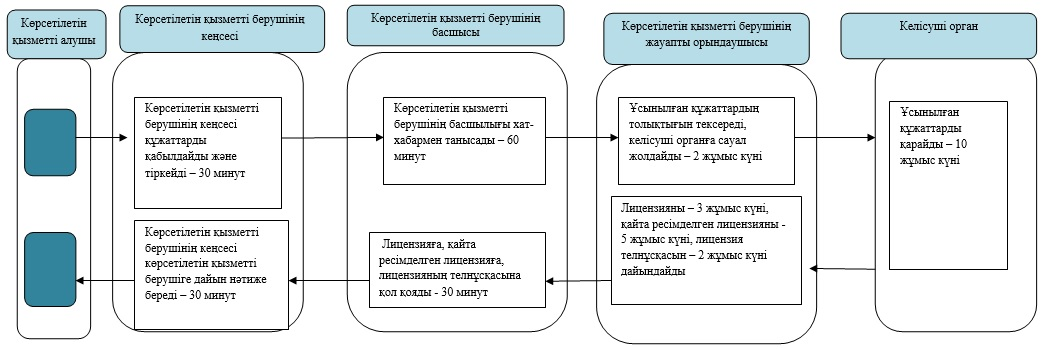 Көрсетілетін
қызметті алушы
Көрсетілетін қызметті берушінің
кеңсесі
Көрсетілетін қызметті берушінің
басшысы
Көрсетілетін қызметті берушінің
жауапты орындаушысы
Келісуші орган
Көрсетілетін қызметті
берушінің кеңсесі
құжаттарды
қабылдайды және
тіркейді – 30 минут
Көрсетілетін қызметті
берушінің басшылығы хат-
хабармен танысады – 60
минут
Ұсынылған құжаттардың
толықтығын тексереді,
келісуші органға сауал
жолдайды – 2 жұмыс күні
Ұсынылған
құжаттарды
қарайды – 10
жұмыс күні
Көрсетілетін қызметті
берушінің кеңсесі
көрсетілетін қызметті
берушіге дайын нәтиже
береді – 30 минут
Лицензияға, қайта
ресімделген лицензияға,
лицензияның телнұсқасына
қол қояды - 30 минут
Лицензияны – 3 жұмыс күні,
қайта ресімделген лицензияны -
5 жұмыс күні, лицензия
телнұсқасын – 2 жұмыс күні
дайындайды